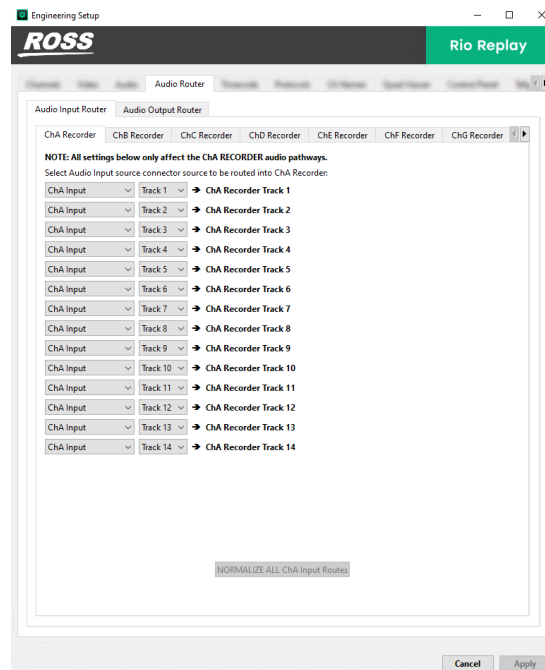 Engineering Setup
ROSS
Rio Replay
Audio Router
Audio Input Router Audio Output Router
ChA Recorder ChB Recorder ChC Recorder ChD Recorder ChE Recorder ChF Recorder ChG Recorder
NOTE: All settings below only affect the ChA RECORDER audio pathways.
Select Audio Input source connector source to be routed into ChA Recorder:
ChA Input Track 1 ➔ ChA Recorder Track 1
ChA Input Track 2 ➔ ChA Recorder Track 2
ChA Input Track 3 ➔ ChA Recorder Track 3
ChA Input Track 4 ➔ ChA Recorder Track 4
ChA Input Track 5 ➔ ChA Recorder Track 5
ChA Input Track 6 ➔ ChA Recorder Track 6
ChA Input Track 7 ➔ ChA Recorder Track 7
ChA Input Track 8 ➔ ChA Recorder Track 8
ChA Input Track 9 ➔ ChA Recorder Track 9
ChA Input Track 10 ➔ ChA Recorder Track 10
ChA Input Track 11 ➔ ChA Recorder Track 11
ChA Input Track 12 ➔ ChA Recorder Track 12
ChA Input Track 13 ➔ ChA Recorder Track 13
ChA Input Track 14 ➔ ChA Recorder Track 14
NORMALIZE ALL ChA Input Routes
Cancel Apply